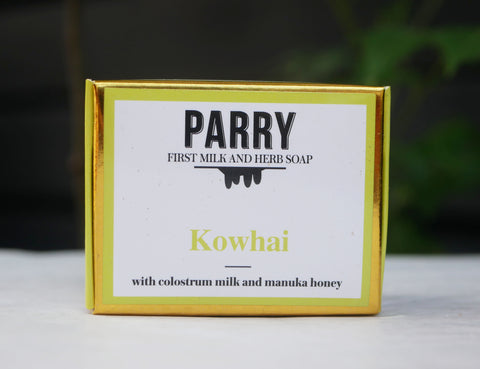 PARRY
FIRST MILK AND HERB SOAP
Kowhai
with colostrum milk and manuka honey